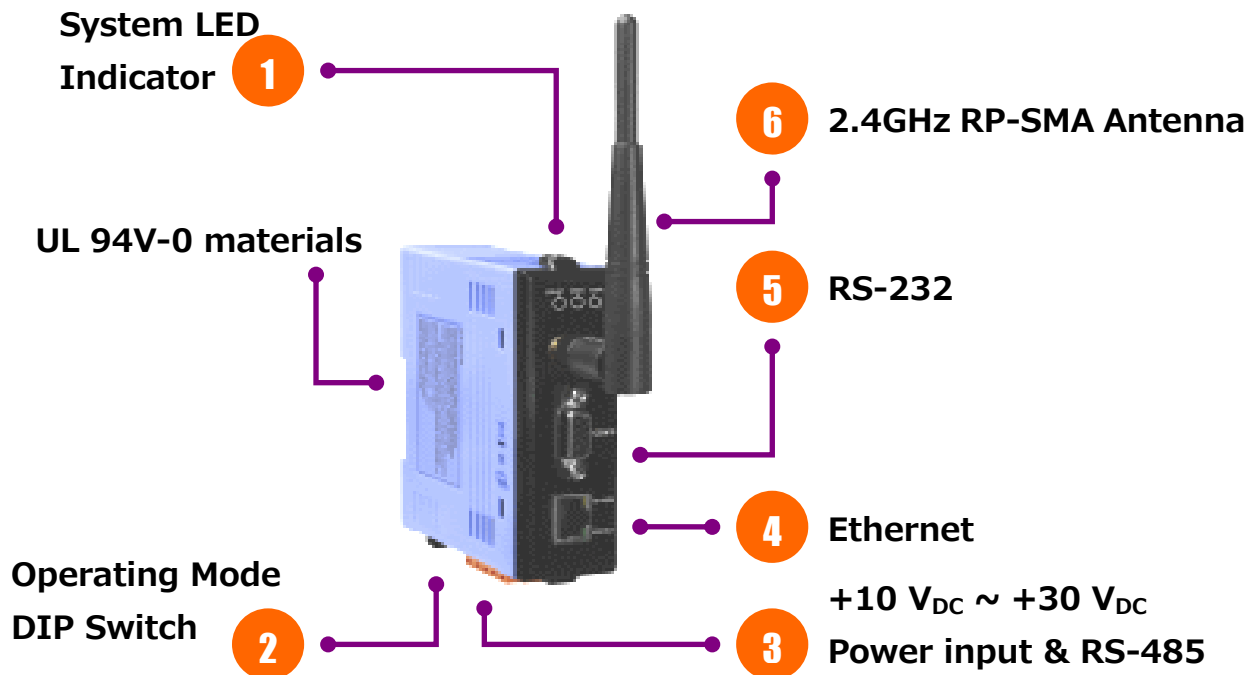 System LED
Indicator 1
6 2.4GHz RP-SMA Antenna
UL 94V-0 materials
5 RS-232
4 Ethernet
Operating Mode
DIP Switch 2
+10 VDC ~ +30 VDC
3 Power input & RS-485